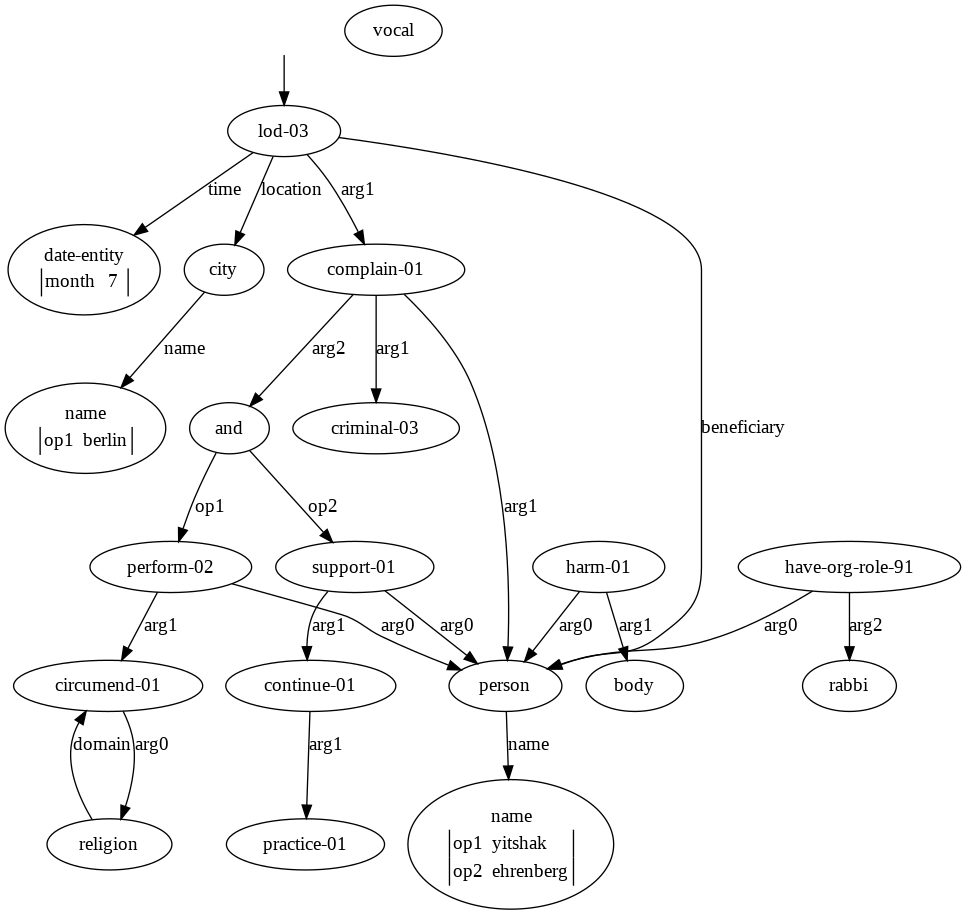 vocal
lod-03
time
location
arg1
date-entity
month 7
city
complain-01
name
arg2
arg1
beneficiary
name
op1 berlin
and
criminal-03
op1
op2
arg1
perform-02
support-01
harm-01
have-org-role-91
arg1
arg0
arg1
arg0
arg0
arg1
arg0
arg2
circumend-01
continue-01
person
body
rabbi
domain
arg0
arg1
name
religion
practice-01
name
op1 yitshak
op2 ehrenberg